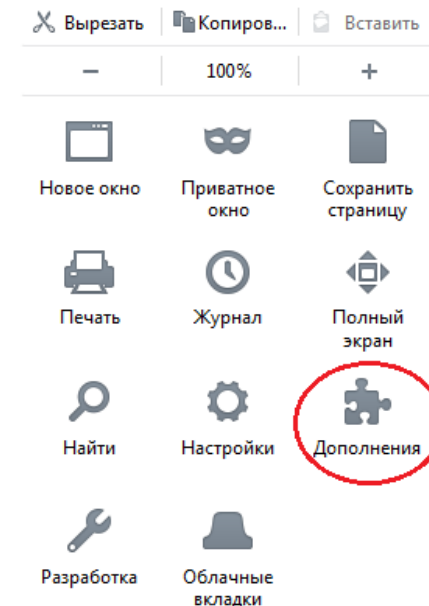 Вырезать Копиров... Вставить
− 100% +
Новое окно Приватное Сохранить
окно страницу
Печать Журнал Полный
экран
Найти Настройки Дополнения
Разработка Облачные
вкладки